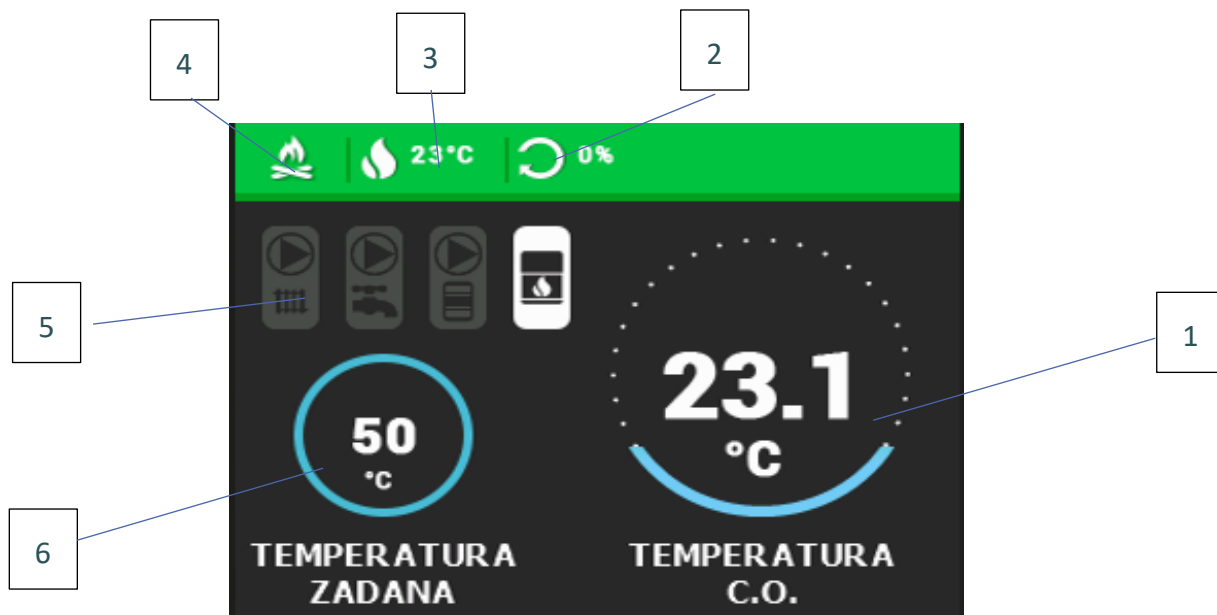 4
3
2
23°C
0%
5
1
23.1
°C
50
°C
6
TEMPERATURA
ZADANA
TEMPERATURA
C.O.